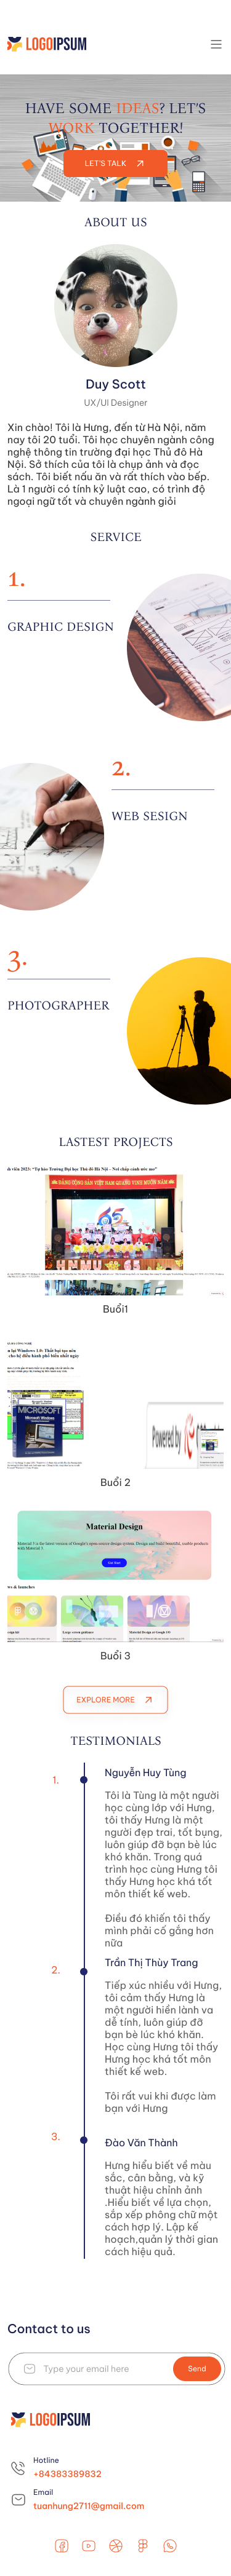 LOGOIPSUM
HAVE SOME IDEAS? LET'S
WORK TOGETHER!
LET'S TALK
ABOUT US
Duy Scott
UX/UI Designer
Xin chào! Tôi là Hưng, đến từ Hà Nội, năm
nay tôi 20 tuổi. Tôi học chuyên ngành công
nghệ thông tin trường đại học Thủ đô Hà
Nội. Sở thích của tôi là chụp ảnh và đọc
sách. Tôi biết nấu ăn và rất thích vào bếp.
Là 1 người có tính kỷ luật cao, có trình độ
ngoại ngữ tốt và chuyên ngành giỏi
SERVICE
1.
GRAPHIC DESIGN
2.
WEB SESIGN
3.
PHOTOGRAPHER
LASTEST PROJECTS
Buổi1
MICROSOFT
Powered by
Buổi 2
Material Design
Buổi 3
EXPLORE MORE
TESTIMONIALS
1.
Nguyễn Huy Tùng
Tôi là Tùng là một người
học cùng lớp với Hưng,
tôi thấy Hưng là một
người đẹp trai, tốt bụng,
luôn giúp đỡ bạn bè lúc
khó khăn. Trong quá
trình học cùng Hưng tôi
thấy Hưng học khá tốt
môn thiết kế web.
Điều đó khiến tôi thấy
mình phải cố gắng hơn
nữa
2.
Trần Thị Thùy Trang
Tiếp xúc nhiều với Hưng,
tôi cảm thấy Hưng là
một người hiền lành va
dễ tính, luôn giúp đỡ
bạn bè lúc khó khăn.
Học cùng Hưng tôi thấy
Hưng học khá tốt môn
thiết kế web.
Tôi rất vui khi được làm
bạn với Hưng
3.
Đào Văn Thành
Hưng hiểu biết về màu
sắc, cân bằng, và kỹ
thuật hiệu chỉnh ảnh
.Hiểu biết về lựa chọn,
sắp xếp phông chữ một
cách hợp lý. Lập kế
hoạch,quản lý thời gian
cách hiệu quả.
Contact to us
Type your email here
Send
LOGOIPSUM
Hotline
+84383389832
Email
tuanhung2711@gmail.com